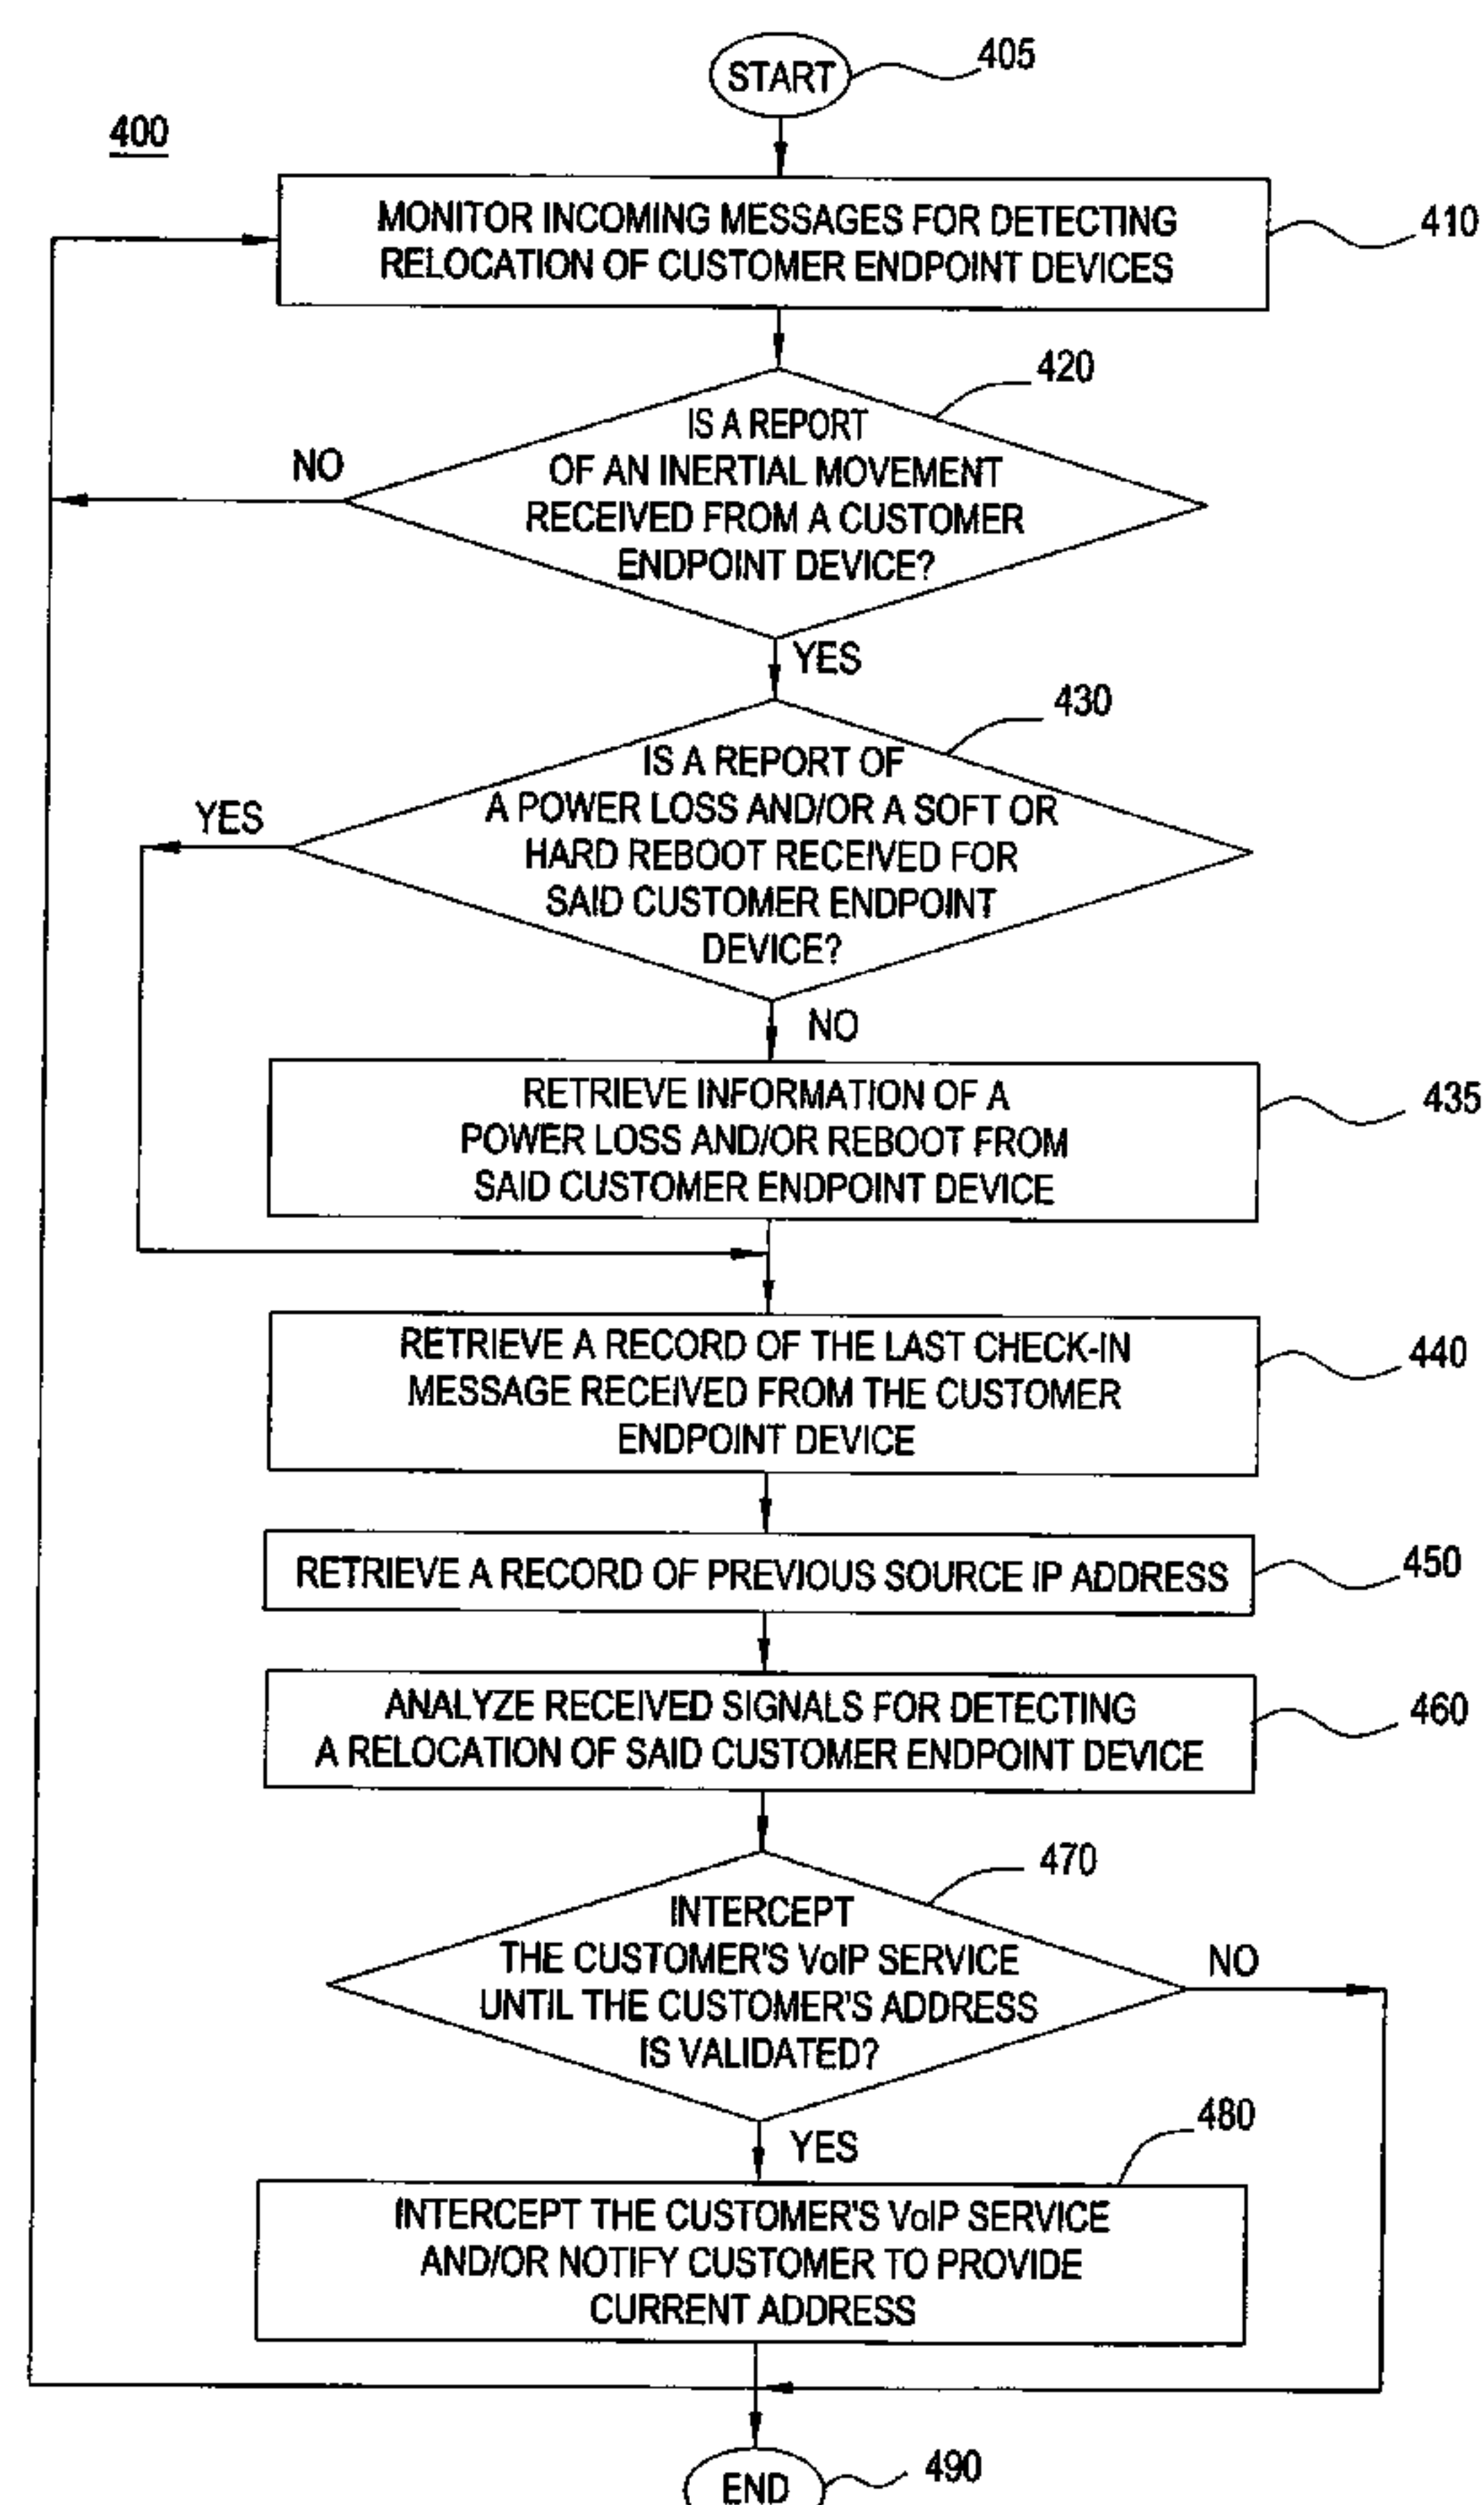 START
405
400
MONITOR INCOMING MESSAGES FOR DETECTING
RELOCATION OF CUSTOMER ENDPOINT DEVICES
410
420
IS A REPORT
OF AN INERTIAL MOVEMENT
RECEIVED FROM A CUSTOMER
ENDPOINT DEVICE?
NO
YES
430
IS A REPORT OF
A POWER LOSS AND/OR A SOFT OR
HARD REBOOT RECEIVED FOR
SAID CUSTOMER ENDPOINT
DEVICE?
YES
NO
RETRIEVE INFORMATION OF A
POWER LOSS AND/OR REBOOT FROM
SAID CUSTOMER ENDPOINT DEVICE
435
RETRIEVE A RECORD OF THE LAST CHECK-IN
MESSAGE RECEIVED FROM THE CUSTOMER
ENDPOINT DEVICE
440
RETRIEVE A RECORD OF PREVIOUS SOURCE IP ADDRESS
450
ANALYZE RECEIVED SIGNALS FOR DETECTING
A RELOCATION OF SAID CUSTOMER ENDPOINT DEVICE
460
470
INTERCEPT
THE CUSTOMER'S VoIP SERVICE
UNTIL THE CUSTOMER'S ADDRESS
IS VALIDATED?
NO
YES
480
INTERCEPT THE CUSTOMER'S VoIP SERVICE
AND/OR NOTIFY CUSTOMER TO PROVIDE
CURRENT ADDRESS
END
490